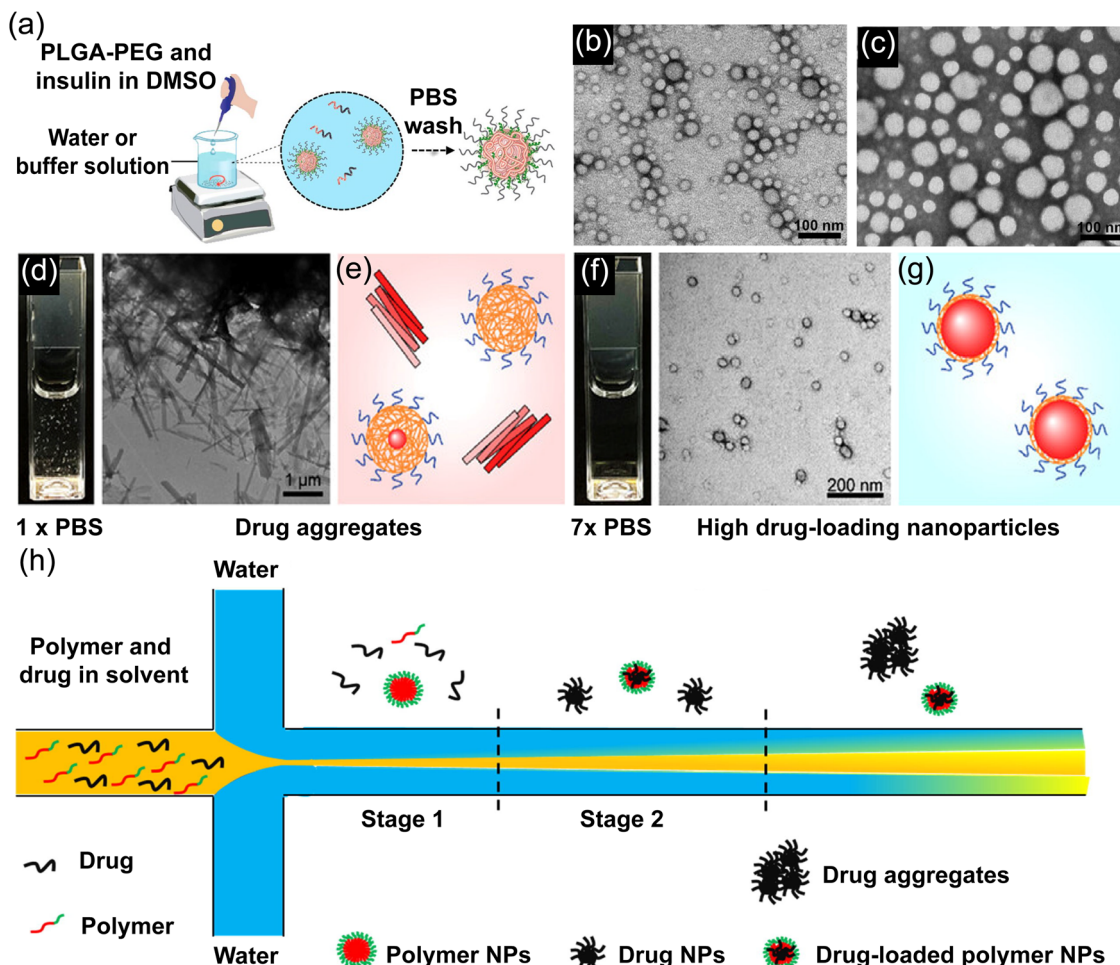 (a)
PLGA-PEG and
insulin in DMSO
Water or
buffer solution
PBS
wash
(b)
100 nm
(c)
100 nm
(d)
1 µm
(e)
(f)
200 nm
(g)
1 x PBS
Drug aggregates
7x PBS
High drug-loading nanoparticles
(h)
Water
Polymer and
drug in solvent
Stage 1
Stage 2
Drug
Polymer
Water
Drug aggregates
Polymer NPs
Drug NPs
Drug-loaded polymer NPs